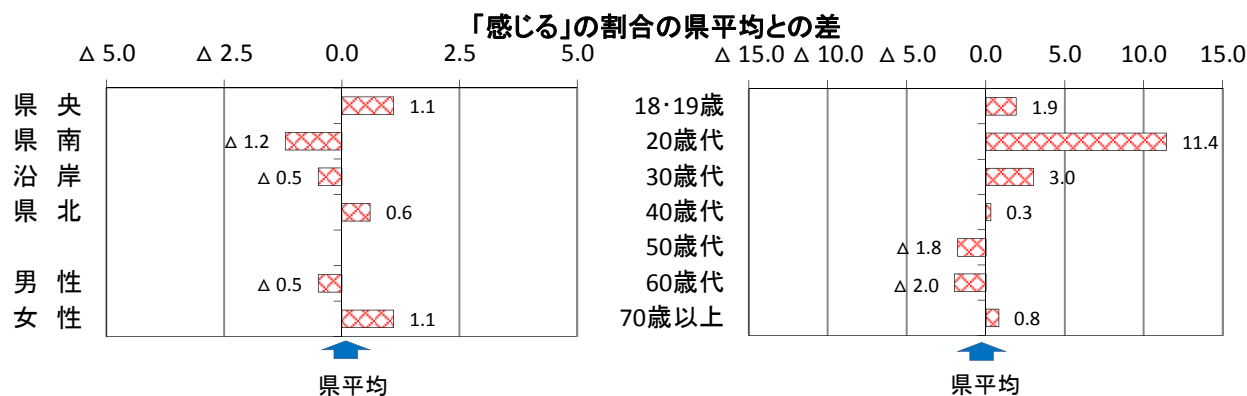 「感じる」の割合の県平均との差
△ 5.0 △ 2.5 0.0 2.5 5.0
県 央 1.1
県 南 △ 1.2
沿 岸 △ 0.5
県 北 0.6
男 性 △ 0.5
女 性 1.1
県平均
△ 15.0 △ 10.0 △ 5.0 0.0 5.0 10.0 15.0
18・19歳 1.9
20歳代 11.4
30歳代 3.0
40歳代 0.3
50歳代 △ 1.8
60歳代 △ 2.0
70歳以上 0.8
県平均